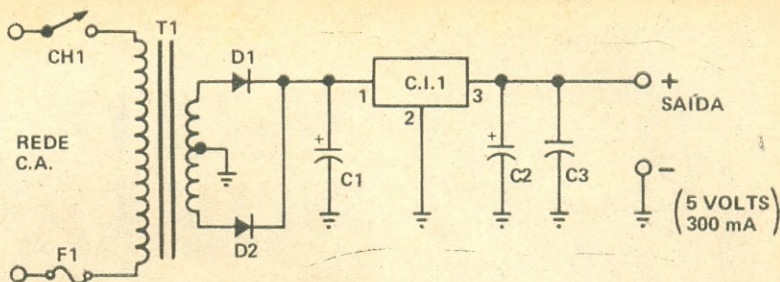 T1
CH1
D1
1
C.I.1
3
+
SAÍDA
2
REDE
C.A.
+
C1
+
C2
C3
−
(5 VOLTS
300 mA)
D2
F1